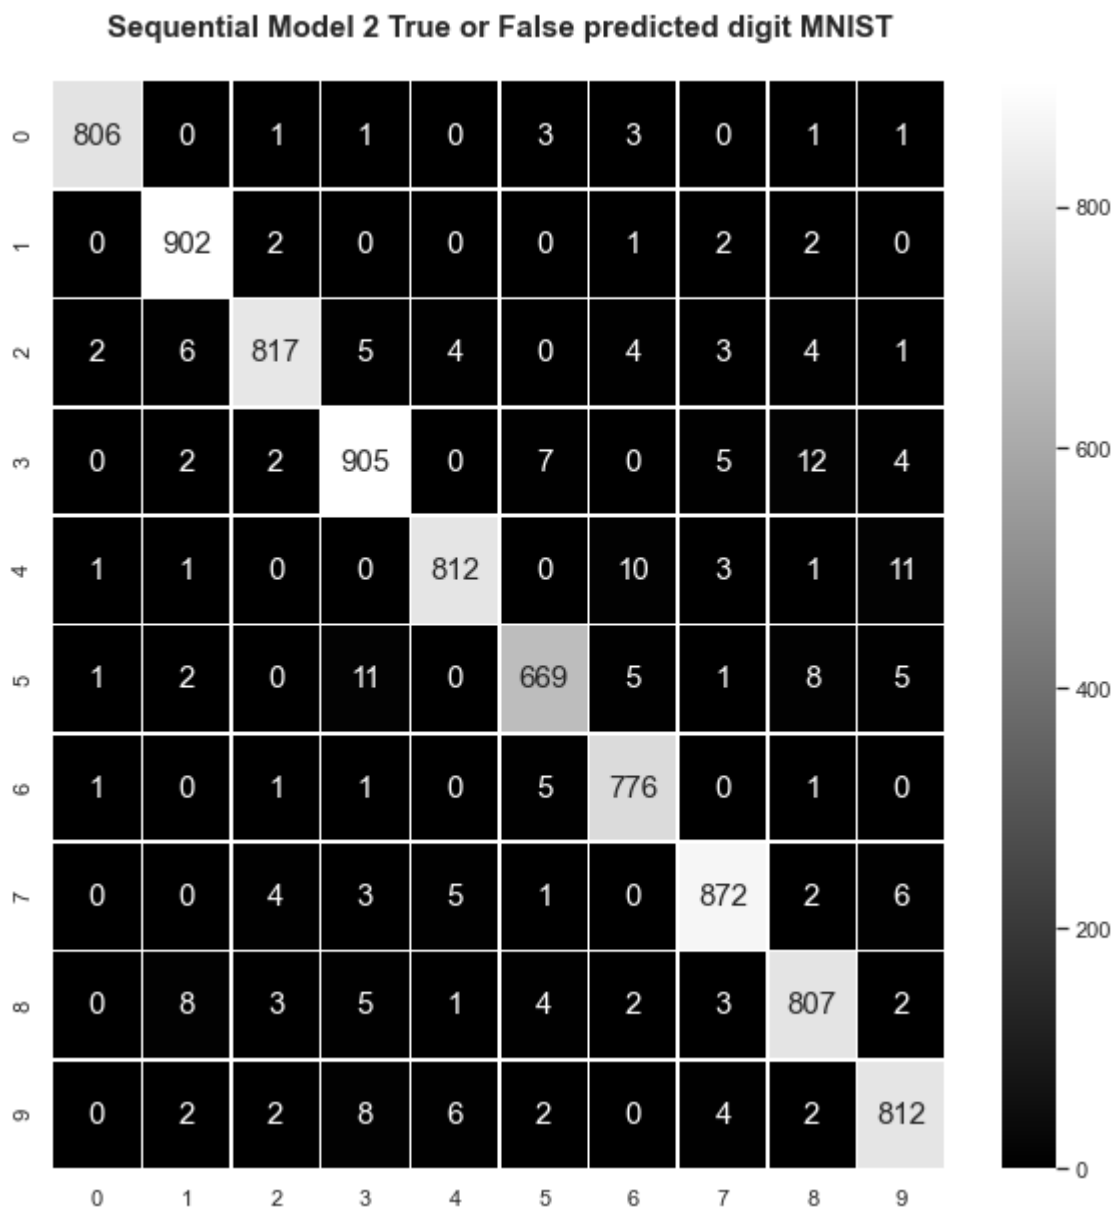 Sequential Model 2 True or False predicted digit MNIST
0 806 0 1 1 0 3 3 0 1 1
1 0 902 2 0 0 0 1 2 2 0
2 2 6 817 5 4 0 4 3 4 1
3 0 2 2 905 0 7 0 5 12 4
4 1 1 0 0 812 0 10 3 1 11
5 1 2 0 11 0 669 5 1 8 5
6 1 0 1 1 0 5 776 0 1 0
7 0 0 4 3 5 1 0 872 2 6
8 0 8 3 5 1 4 2 3 807 2
9 0 2 2 8 6 2 0 4 2 812
0 1 2 3 4 5 6 7 8 9
800
600
400
200
0